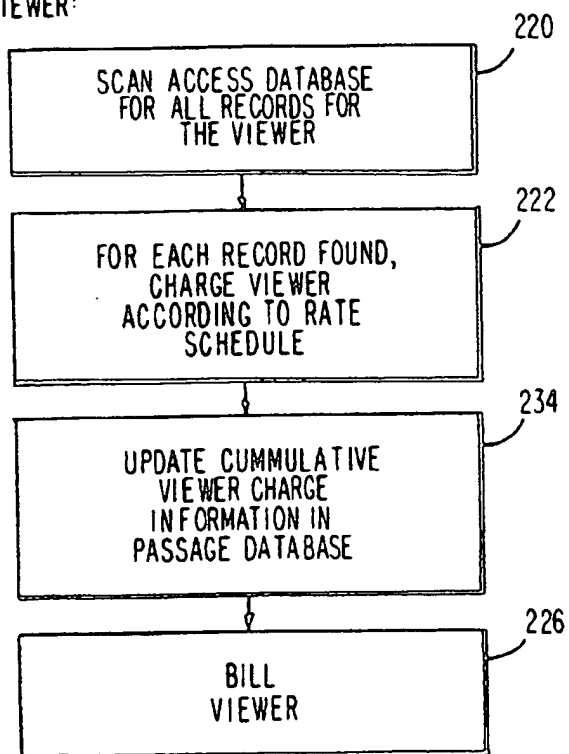 220
SCAN ACCESS DATABASE
FOR ALL RECORDS FOR
THE VIEWER
222
FOR EACH RECORD FOUND,
CHARGE VIEWER
ACCORDING TO RATE
SCHEDULE
234
UPDATE CUMMULATIVE
VIEWER CHARGE
INFORMATION IN
PASSAGE DATABASE
226
BILL
VIEWER